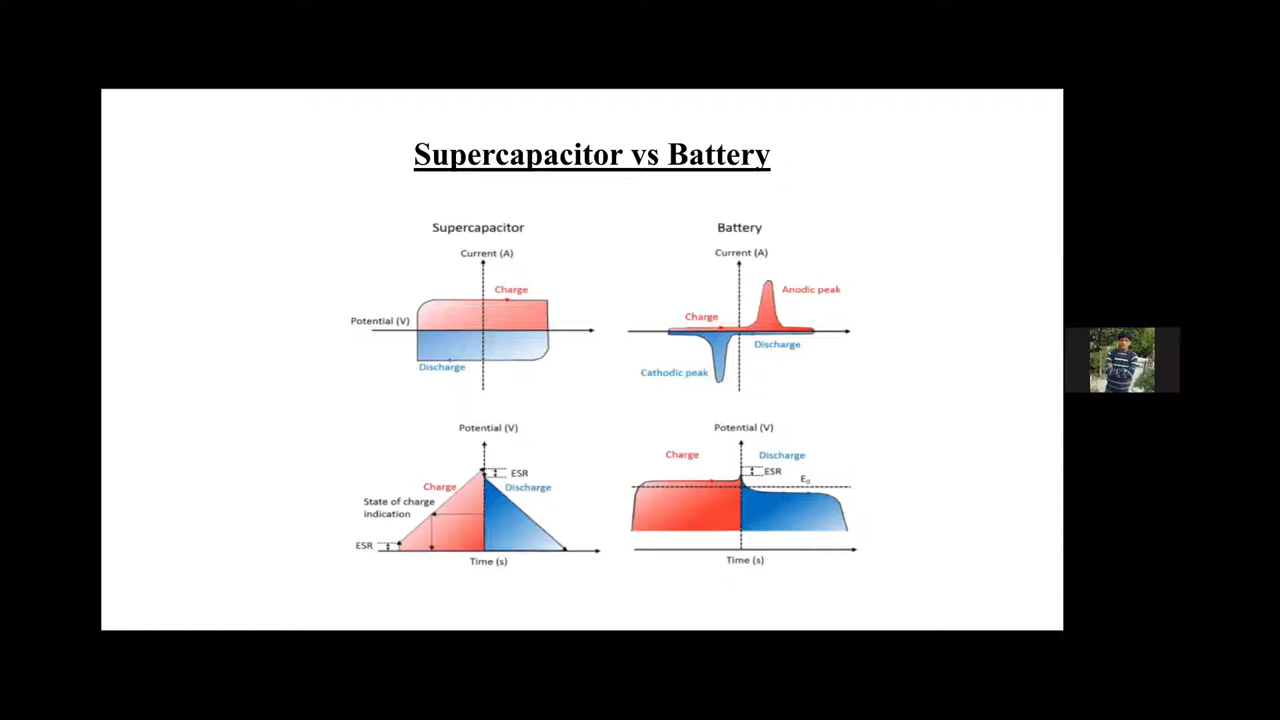 Supercapacitor vs Battery
Supercapacitor
Current (A)
Charge
Potential (V)
Discharge
Battery
Current (A)
Anodic peak
Charge
Discharge
Cathodic peak
Potential (V)
ESR
Charge
Discharge
State of charge
indication
ESR
Time (s)
Potential (V)
Charge
Discharge
ESR
E₀
Time (s)